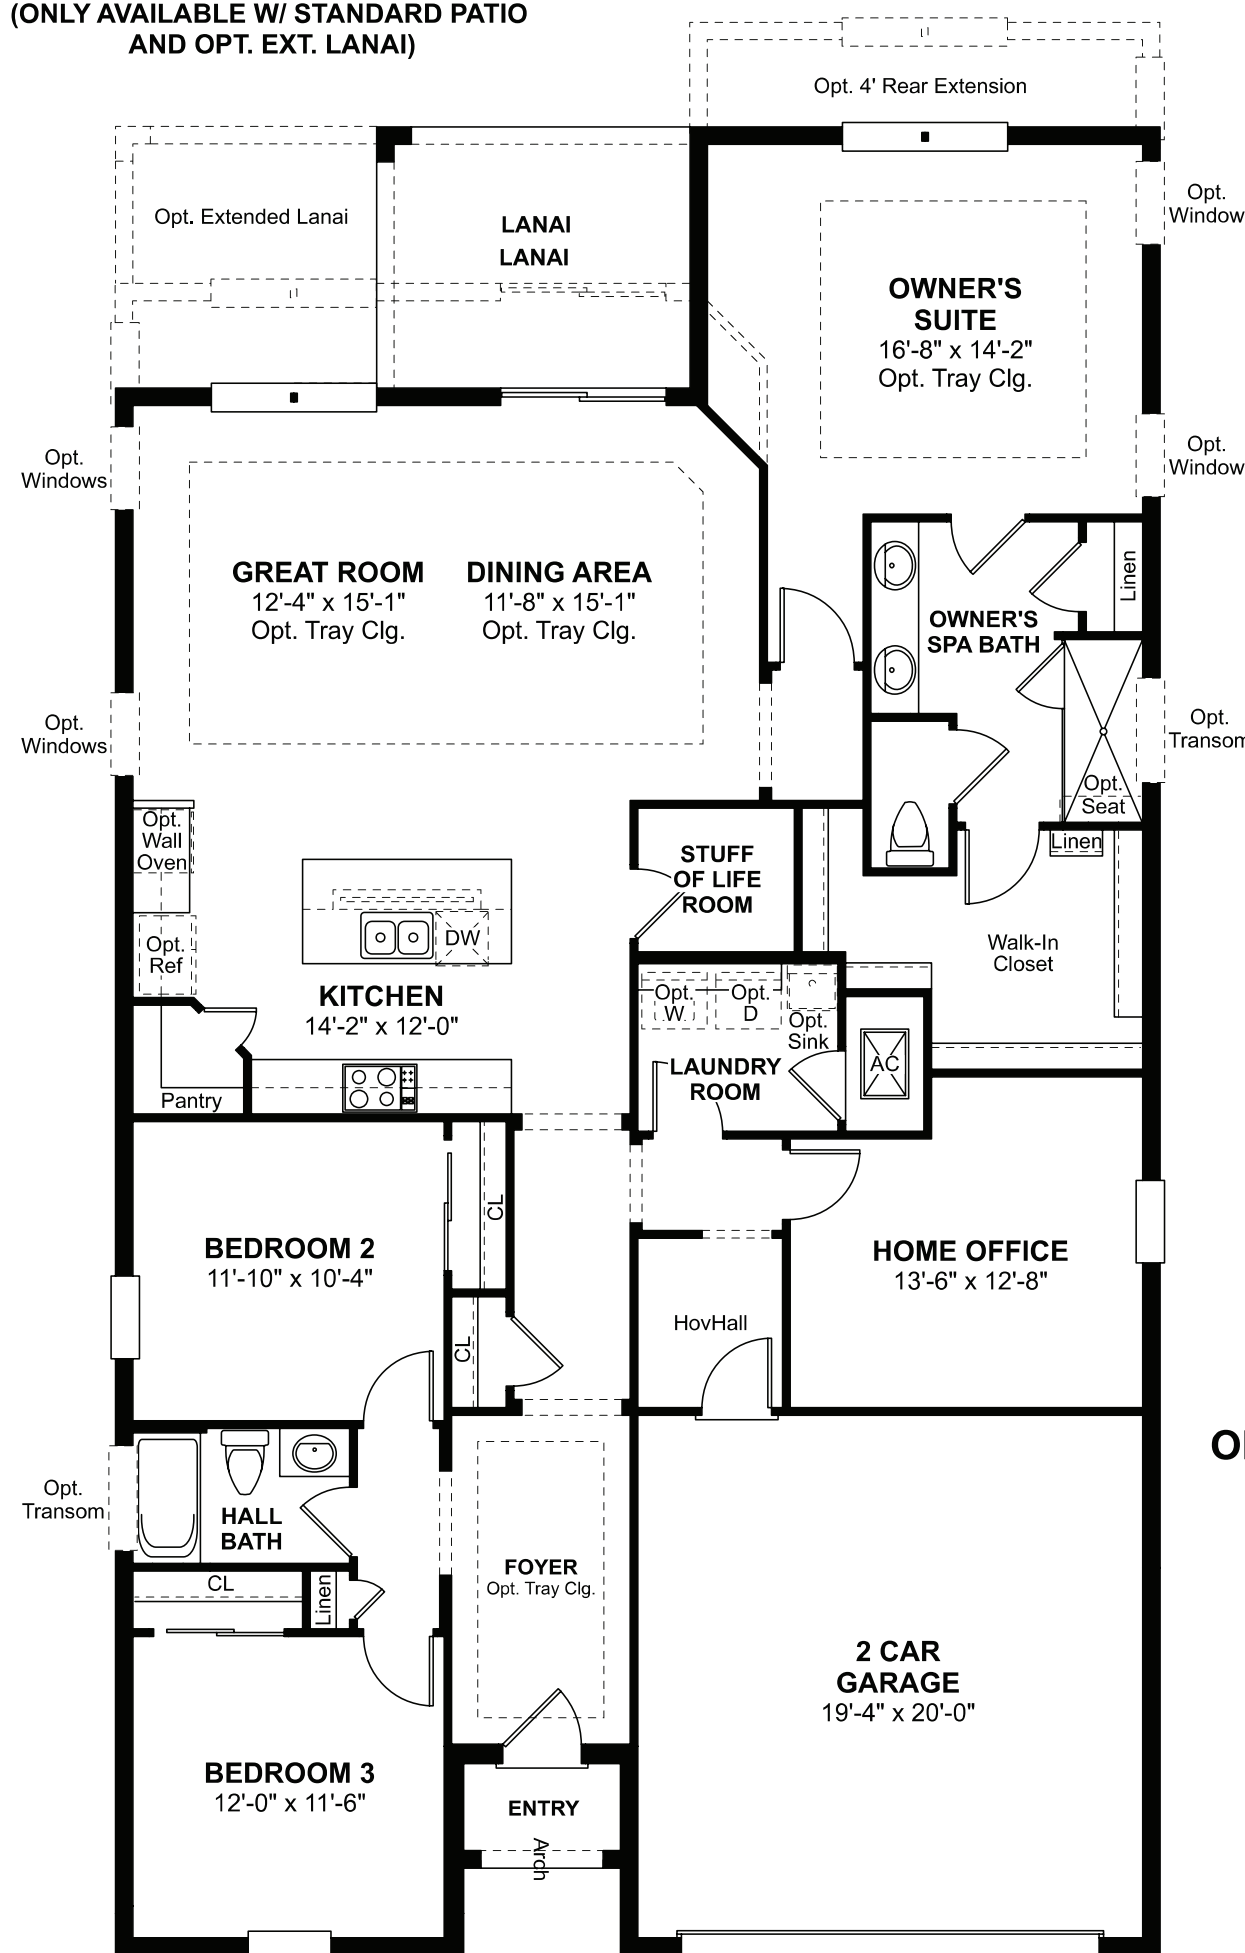 (ONLY AVAILABLE W/ STANDARD PATIO
AND OPT. EXT. LANAI)
Opt. 4' Rear Extension
Opt. Extended Lanai
LANAI
LANAI
Opt.
Window
OWNER'S
SUITE
16'-8" x 14'-2"
Opt. Tray Clg.
Opt.
Windows
Opt.
Window
GREAT ROOM
12'-4" x 15'-1"
Opt. Tray Clg.
DINING AREA
11'-8" x 15'-1"
Opt. Tray Clg.
Linen
OWNER'S
SPA BATH
Opt.
Windows
Opt.
Transom
Opt.
Seat
Opt.
Wall
Oven
STUFF
OF LIFE
ROOM
Linen
DW
Opt.
Ref
Walk-In
Closet
KITCHEN
14'-2" x 12'-0"
Opt.
W
Opt.
D
Opt.
Sink
LAUNDRY
ROOM
AC
Pantry
CL
BEDROOM 2
11'-10" x 10'-4"
HOME OFFICE
13'-6" x 12'-8"
HovHall
CL
Opt.
Transom
HALL
BATH
FOYER
Opt. Tray Clg.
CL
Linen
2 CAR
GARAGE
19'-4" x 20'-0"
BEDROOM 3
12'-0" x 11'-6"
ENTRY
Arch